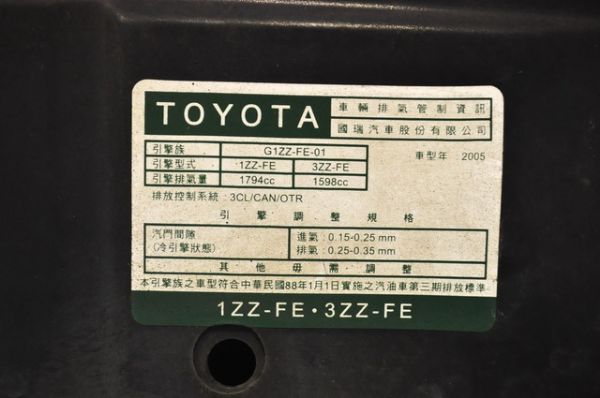 TOYOTA
車輛排氣管制資訊
國瑞汽車股份有限公司
引擎族 G1ZZ-FE-01
車型年 2005
引擎型式 1ZZ-FE 3ZZ-FE
引擎排氣量 1794cc 1598cc
排放控制系統：3CL/CAN/OTR
引擎調整規格
汽門間隙 進氣：0.15-0.25 mm
(冷引擎狀態) 排氣：0.25-0.35 mm
其他毋需調整
本引擎族之車型符合中華民國88年1月1日實施之汽油車第三期排放標準
1ZZ-FE·3ZZ-FE